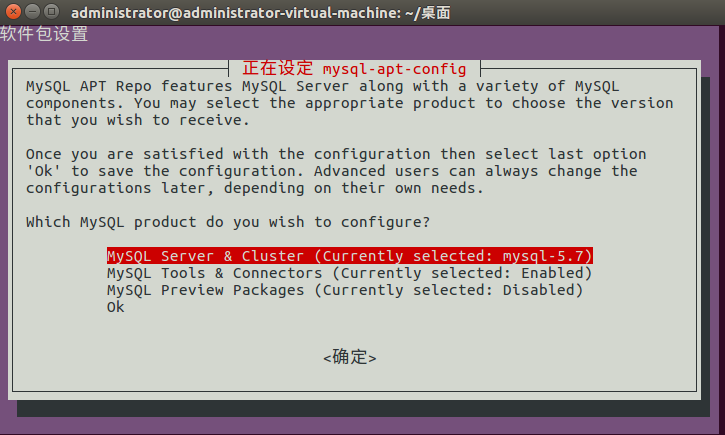 administrator@administrator-virtual-machine: ~/桌面
软件包设置
正在设定 mysql-apt-config
MySQL APT Repo features MySQL Server along with a variety of MySQL
components. You may select the appropriate product to choose the version
that you wish to receive.
Once you are satisfied with the configuration then select last option
'Ok' to save the configuration. Advanced users can always change the
configurations later, depending on their own needs.
Which MySQL product do you wish to configure?
MySQL Server & Cluster (Currently selected: mysql-5.7)
MySQL Tools & Connectors (Currently selected: Enabled)
MySQL Preview Packages (Currently selected: Disabled)
Ok
<确定>